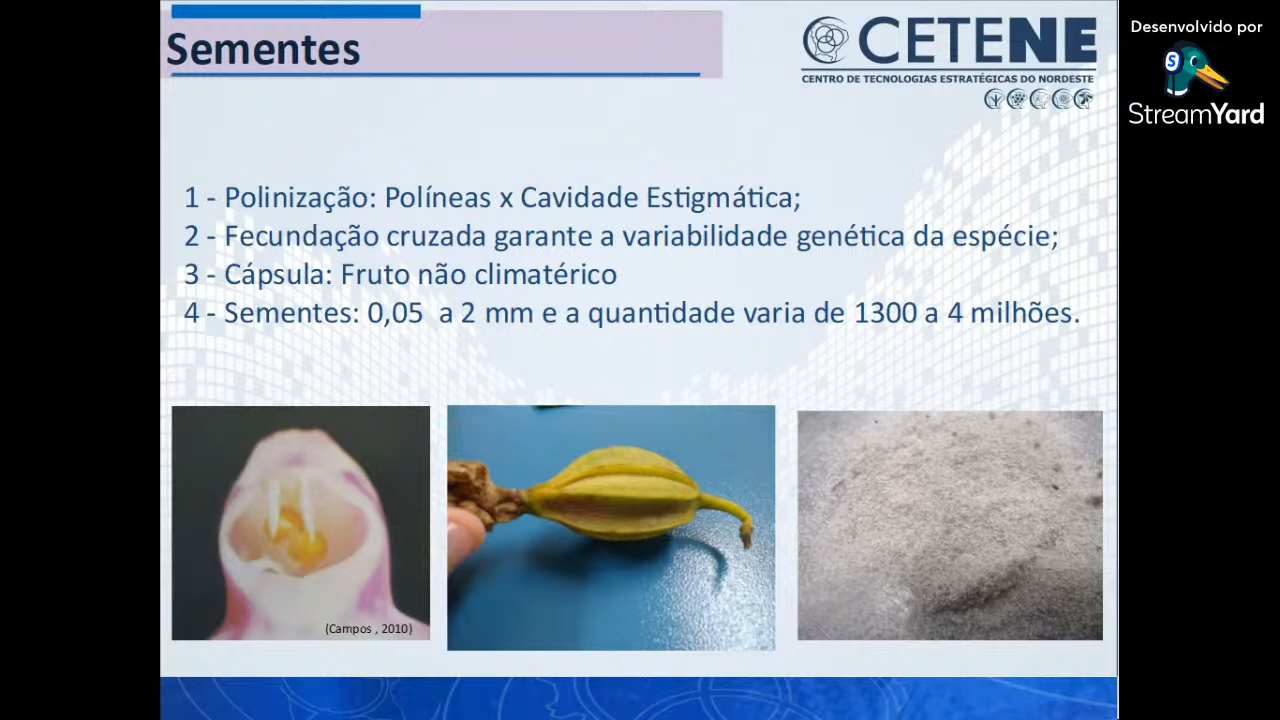 Sementes
CETENE
CENTRO DE TECNOLOGIAS ESTRATÉGICAS DO NORDESTE
Desenvolvido por
StreamYard
1 - Polinização: Políneas x Cavidade Estigmática;
2 - Fecundação cruzada garante a variabilidade genética da espécie;
3 - Cápsula: Fruto não climatérico
4 - Sementes: 0,05  a 2 mm e a quantidade varia de 1300 a 4 milhões.
(Campos , 2010)